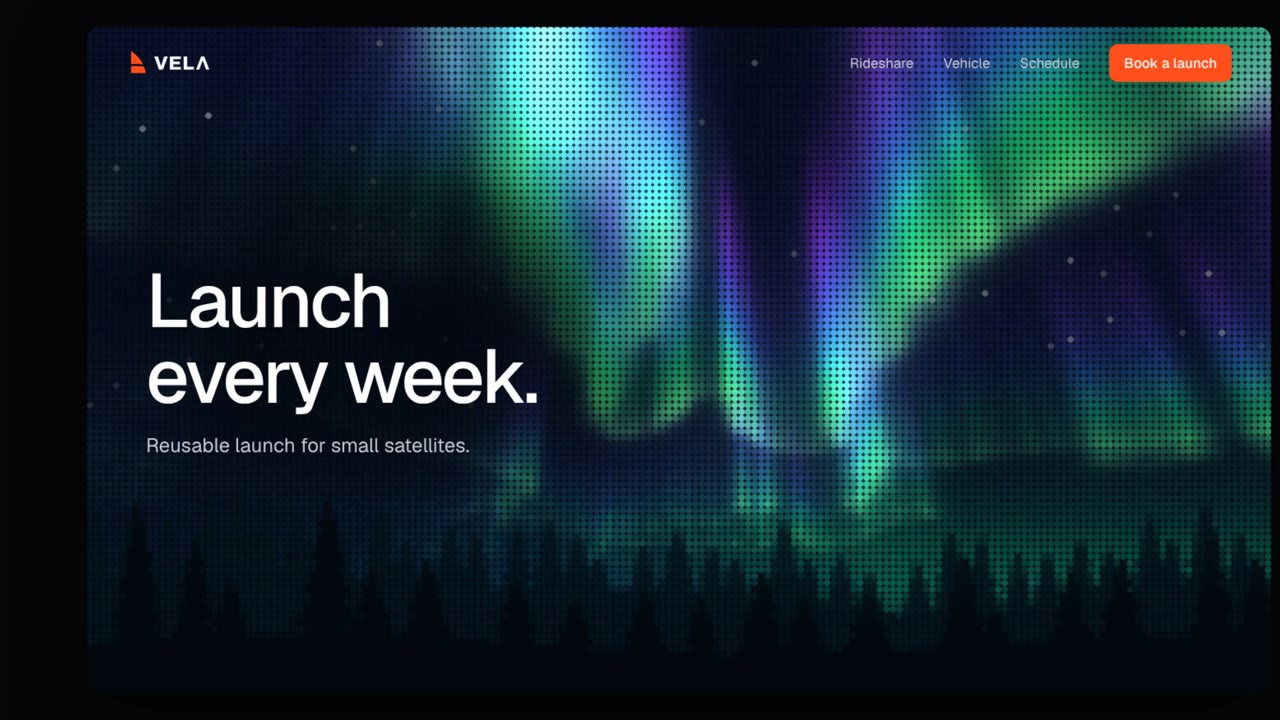 VELA
Rideshare
Vehicle
Schedule
Book a launch
Launch
every week.
Reusable launch for small satellites.